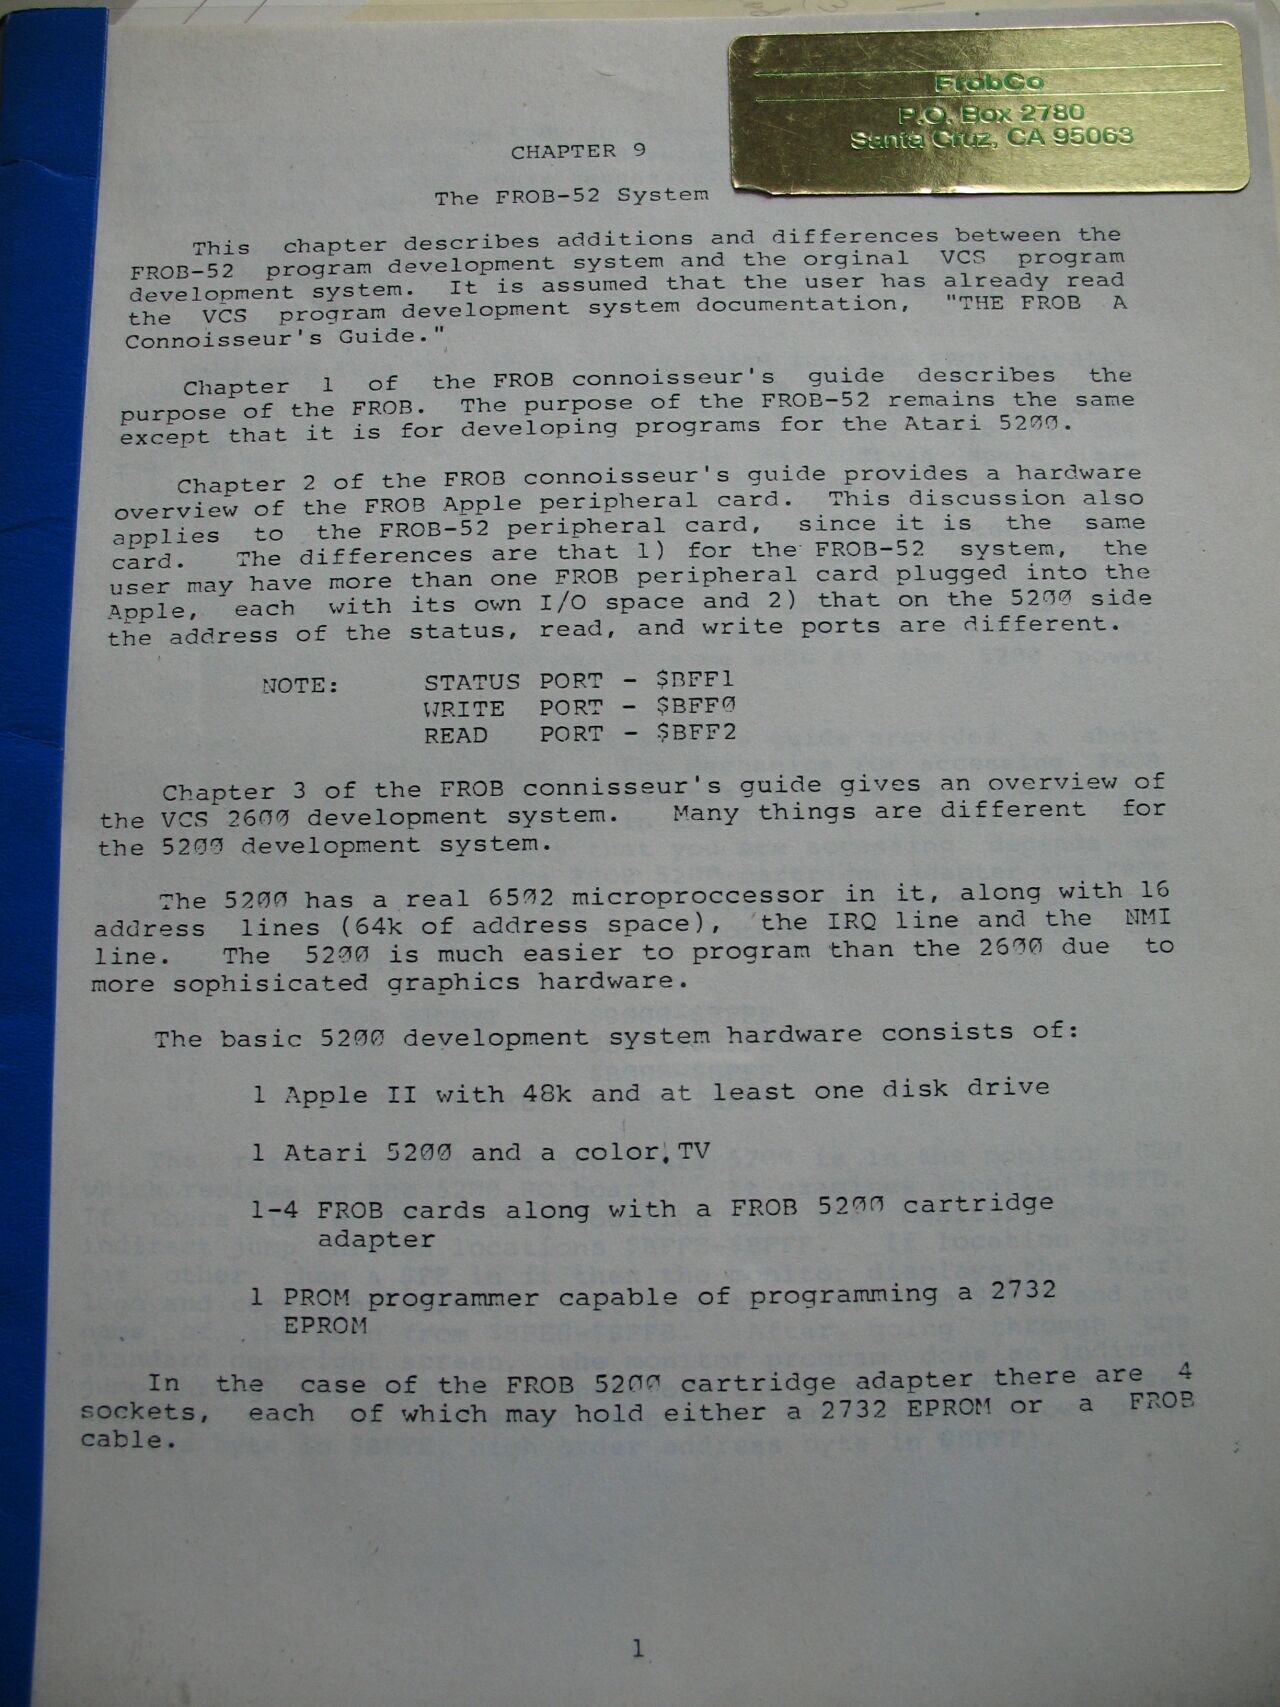 FrobCo
P.O. Box 2780
Santa Cruz, CA 95063
CHAPTER 9
The FROB-52 System
This chapter describes additions and differences between the
FROB-52 program development system and the orginal VCS program
development system. It is assumed that the user has already read
the VCS program development system documentation, "THE FROB A
Connoisseur's Guide."
Chapter 1 of the FROB connoisseur's guide describes the
purpose of the FROB. The purpose of the FROB-52 remains the same
except that it is for developing programs for the Atari 5200.
Chapter 2 of the FROB connoisseur's guide provides a hardware
overview of the FROB Apple peripheral card. This discussion also
applies to the FROB-52 peripheral card, since it is the same
card. The differences are that 1) for the FROB-52 system, the
user may have more than one FROB peripheral card plugged into the
Apple, each with its own I/O space and 2) that on the 5200 side
the address of the status, read, and write ports are different.
NOTE: STATUS PORT - $BFF1
WRITE PORT - $BFF0
READ PORT - $BFF2
Chapter 3 of the FROB connisseur's guide gives an overview of
the VCS 2600 development system. Many things are different for
the 5200 development system.
The 5200 has a real 6502 microproccessor in it, along with 16
address lines (64k of address space), the IRQ line and the NMI
line. The 5200 is much easier to program than the 2600 due to
more sophisicated graphics hardware.
The basic 5200 development system hardware consists of:
1 Apple II with 48k and at least one disk drive
1 Atari 5200 and a color TV
1-4 FROB cards along with a FROB 5200 cartridge
adapter
1 PROM programmer capable of programming a 2732
EPROM
In the case of the FROB 5200 cartridge adapter there are 4
sockets, each of which may hold either a 2732 EPROM or a FROB
cable.
1